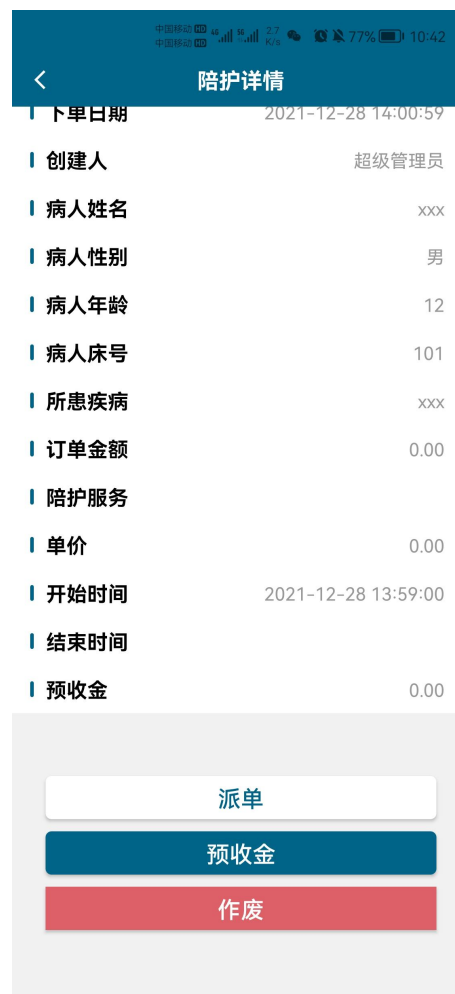 中国移动 HD 4G
中国移动 HD 2.7 K/s 77% 10:42
陪护详情
下单日期 2021-12-28 14:00:59
创建人 超级管理员
病人姓名 xxx
病人性别 男
病人年龄 12
病人床号 101
所患疾病 xxx
订单金额 0.00
陪护服务
单价 0.00
开始时间 2021-12-28 13:59:00
结束时间
预收金 0.00
派单
预收金
作废